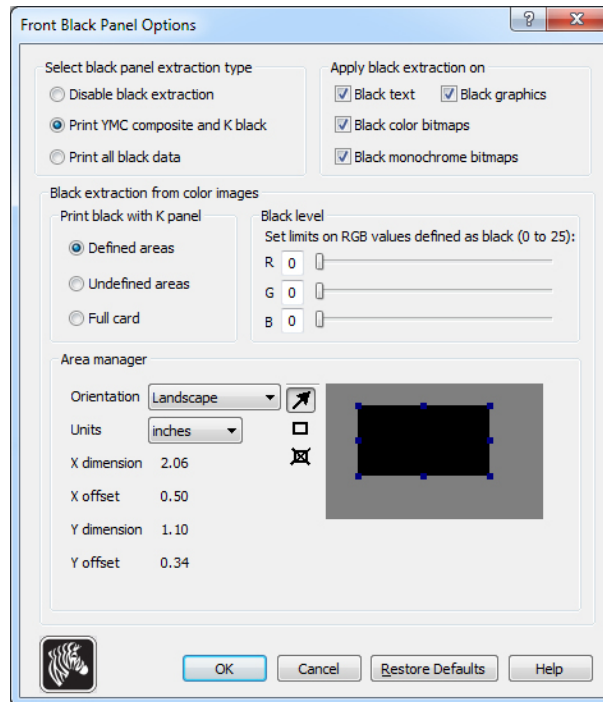 Front Black Panel Options
Select black panel extraction type
Disable black extraction
Print YMC composite and K black
Print all black data
Apply black extraction on
Black text
Black graphics
Black color bitmaps
Black monochrome bitmaps
Black extraction from color images
Print black with K panel
Defined areas
Undefined areas
Full card
Black level
Set limits on RGB values defined as black (0 to 25):
R 0
G 0
B 0
Area manager
Orientation Landscape
Units inches
X dimension 2.06
X offset 0.50
Y dimension 1.10
Y offset 0.34
OK Cancel Restore Defaults Help